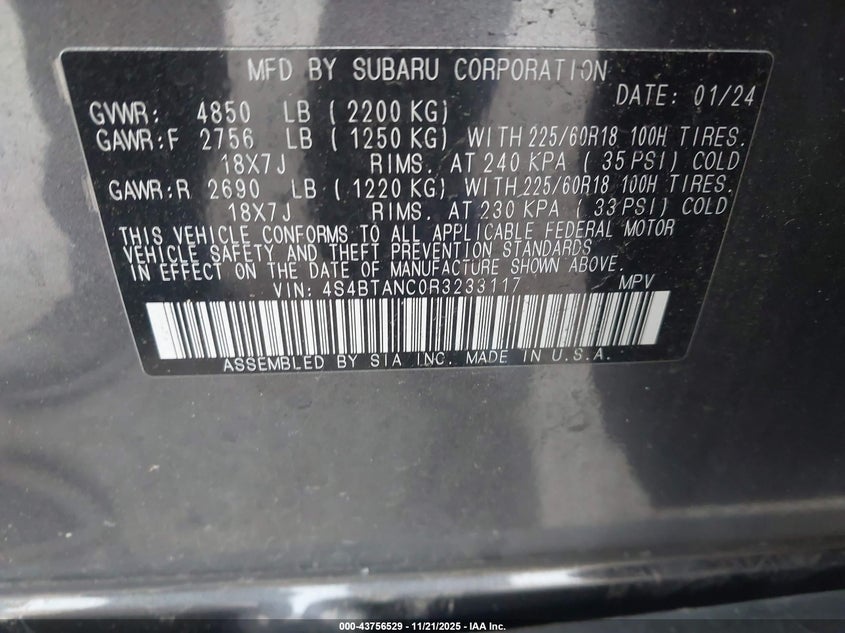 MFD BY SUBARU CORPORATION
DATE: 01/24
GVWR: 4850 LB ( 2200 KG)
GAWR:F 2756 LB ( 1250 KG) WITH 225/60R18 100H TIRES.
18X7J RIMS. AT 240 KPA ( 35 PSI) COLD
GAWR:R 2690 LB ( 1220 KG) WITH 225/60R18 100H TIRES.
18X7J RIMS. AT 230 KPA ( 33 PSI) COLD
THIS VEHICLE CONFORMS TO ALL APPLICABLE FEDERAL MOTOR
VEHICLE SAFETY AND THEFT PREVENTION STANDARDS
IN EFFECT ON THE DATE OF MANUFACTURE SHOWN ABOVE.
VIN: 4S4BTANC0R3233117 MPV
ASSEMBLED BY SIA INC. MADE IN U.S.A.
000-43756529 - 11/21/2025 - IAA Inc.